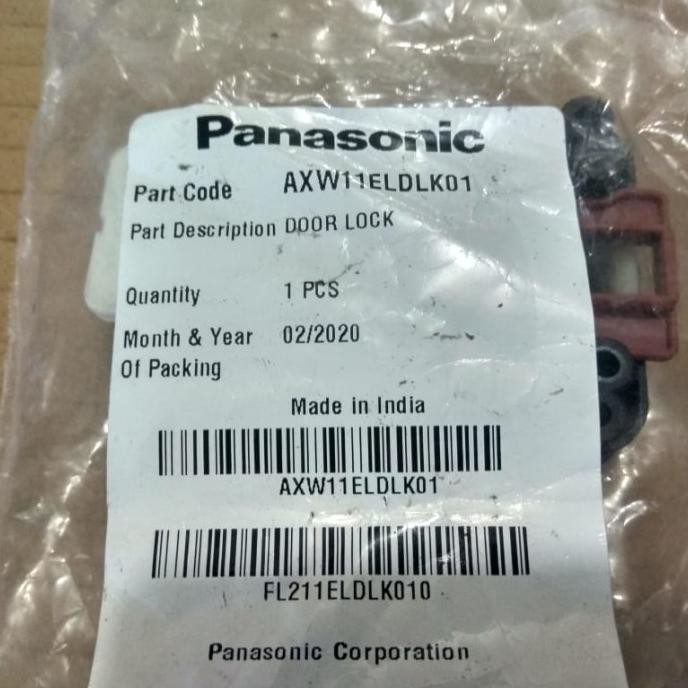 Panasonic
Part Code AXW11ELDLK01
Part Description DOOR LOCK
Quantity 1 PCS
Month & Year 02/2020
Of Packing
Made in India
AXW11ELDLK01
FL211ELDLK010
Panasonic Corporation